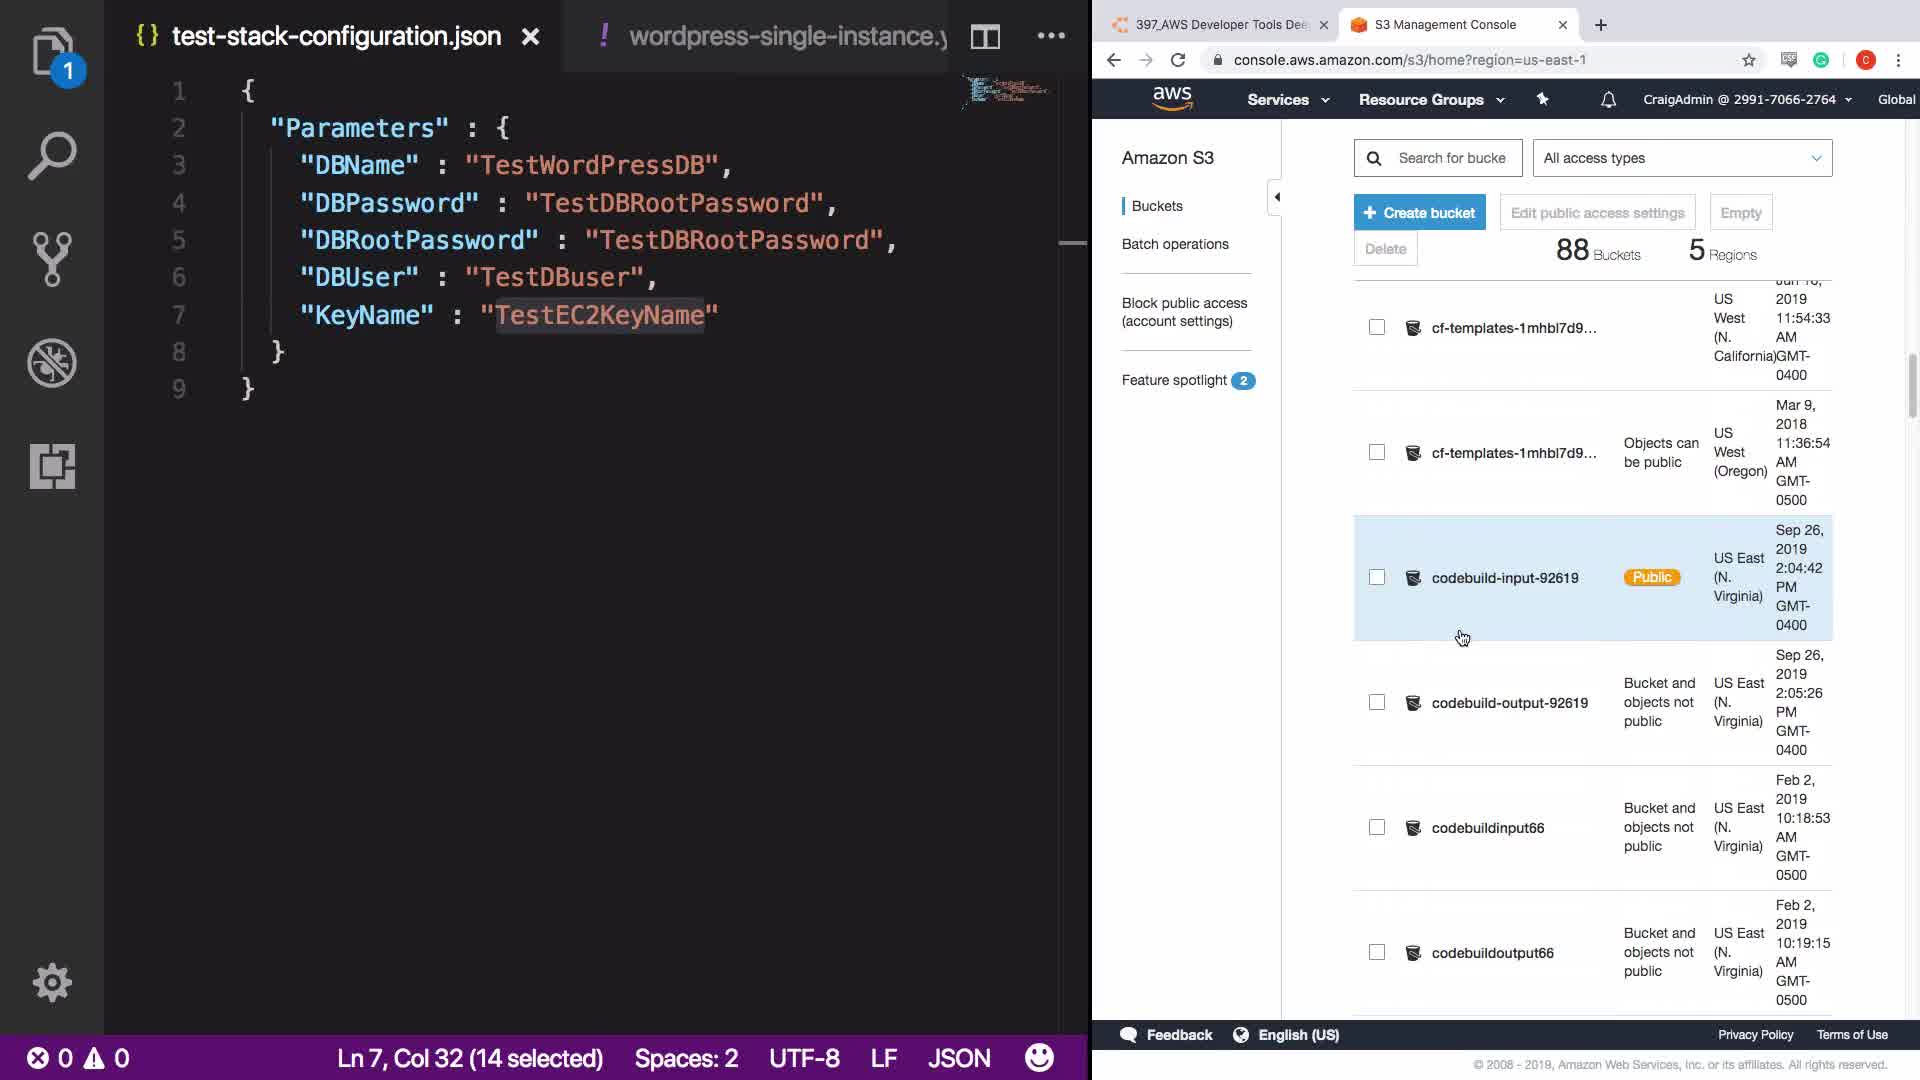 test-stack-configuration.json
wordpress-single-instance.y
1
1 {
2 "Parameters" : {
3 "DBName" : "TestWordPressDB",
4 "DBPassword" : "TestDBRootPassword",
5 "DBRootPassword" : "TestDBRootPassword",
6 "DBUser" : "TestDBuser",
7 "KeyName" : "TestEC2KeyName"
8 }
9 }
0 0 Ln 7, Col 32 (14 selected) Spaces: 2 UTF-8 LF JSON
397_AWS Developer Tools Dee
S3 Management Console
console.aws.amazon.com/s3/home?region=us-east-1
C
aws Services Resource Groups CraigAdmin @ 2991-7066-2764 Global
Amazon S3
Buckets
Batch operations
Block public access
(account settings)
Feature spotlight 2
Search for bucke
All access types
+ Create bucket
Edit public access settings
Empty
Delete
88 Buckets 5 Regions
cf-templates-1mhbl7d9...
US
West
(N.
California)
2019
11:54:33
AM
GMT-
0400
cf-templates-1mhbl7d9...
Objects can
be public
US
West
(Oregon)
Mar 9,
2018
11:36:54
AM
GMT-
0500
codebuild-input-92619
Public
US East
(N.
Virginia)
Sep 26,
2019
2:04:42
PM
GMT-
0400
codebuild-output-92619
Bucket and
objects not
public
US East
(N.
Virginia)
Sep 26,
2019
2:05:26
PM
GMT-
0400
codebuildinput66
Bucket and
objects not
public
US East
(N.
Virginia)
Feb 2,
2019
10:18:53
AM
GMT-
0500
codebuildoutput66
Bucket and
objects not
public
US East
(N.
Virginia)
Feb 2,
2019
10:19:15
AM
GMT-
0500
Feedback English (US) Privacy Policy Terms of Use
© 2008 - 2019, Amazon Web Services, Inc. or its affiliates. All rights reserved.